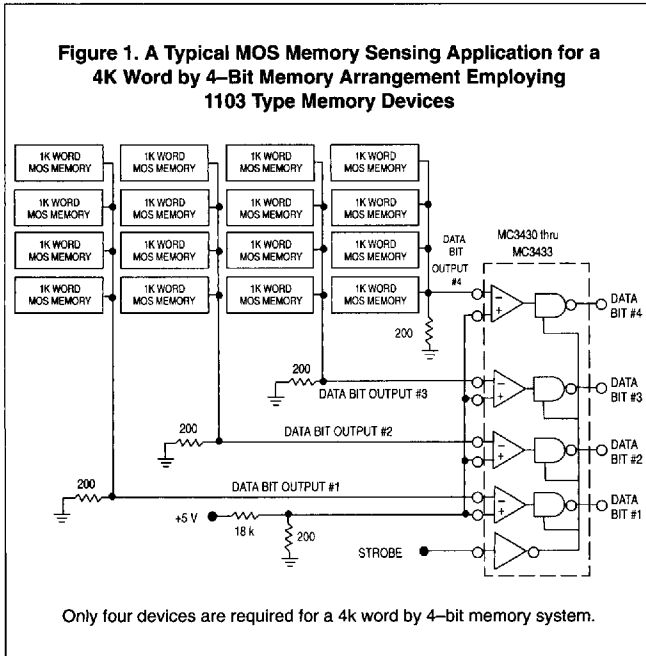 Figure 1. A Typical MOS Memory Sensing Application for a
4K Word by 4–Bit Memory Arrangement Employing
1103 Type Memory Devices
1K WORD
MOS MEMORY
1K WORD
MOS MEMORY
1K WORD
MOS MEMORY
1K WORD
MOS MEMORY
1K WORD
MOS MEMORY
1K WORD
MOS MEMORY
1K WORD
MOS MEMORY
1K WORD
MOS MEMORY
1K WORD
MOS MEMORY
1K WORD
MOS MEMORY
1K WORD
MOS MEMORY
1K WORD
MOS MEMORY
1K WORD
MOS MEMORY
1K WORD
MOS MEMORY
1K WORD
MOS MEMORY
1K WORD
MOS MEMORY
DATA
BIT
OUTPUT
#4
MC3430 thru
MC3433
–
+
DATA
BIT #4
200
200
DATA BIT OUTPUT #3
–
+
DATA
BIT #3
200
DATA BIT OUTPUT #2
–
+
DATA
BIT #2
200
DATA BIT OUTPUT #1
–
+
DATA
BIT #1
+5 V
18 k
200
STROBE
Only four devices are required for a 4k word by 4–bit memory system.